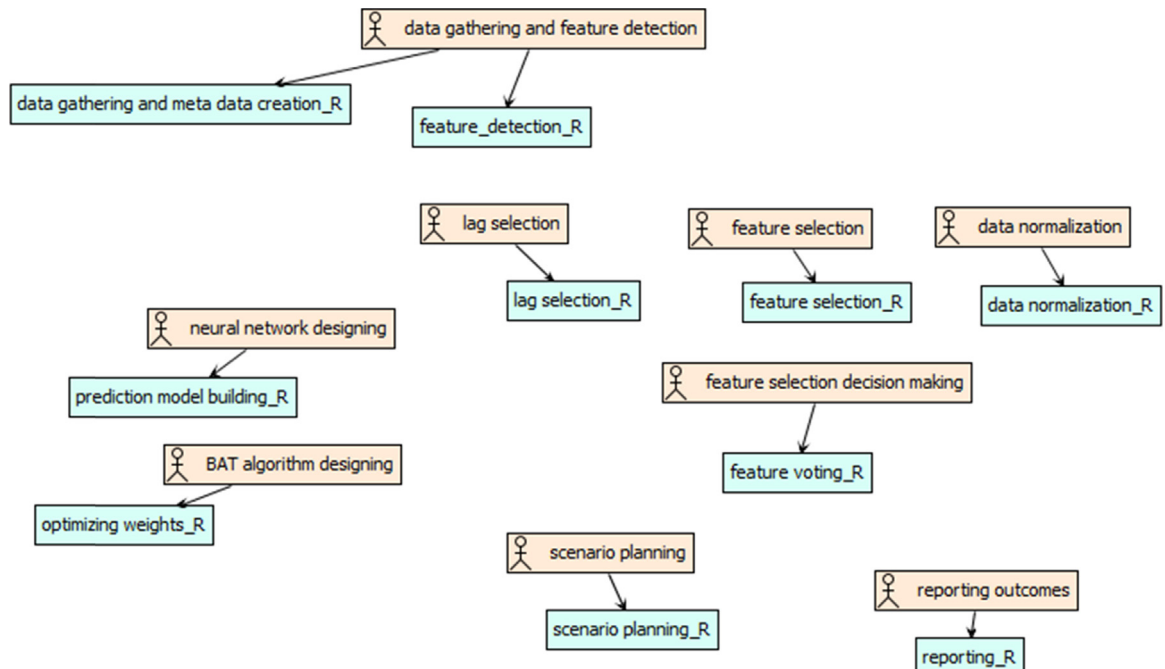 data gathering and feature detection
data gathering and meta data creation_R
feature_detection_R
lag selection
feature selection
data normalization
lag selection_R
feature selection_R
data normalization_R
neural network designing
prediction model building_R
feature selection decision making
BAT algorithm designing
feature voting_R
optimizing weights_R
scenario planning
scenario planning_R
reporting outcomes
reporting_R